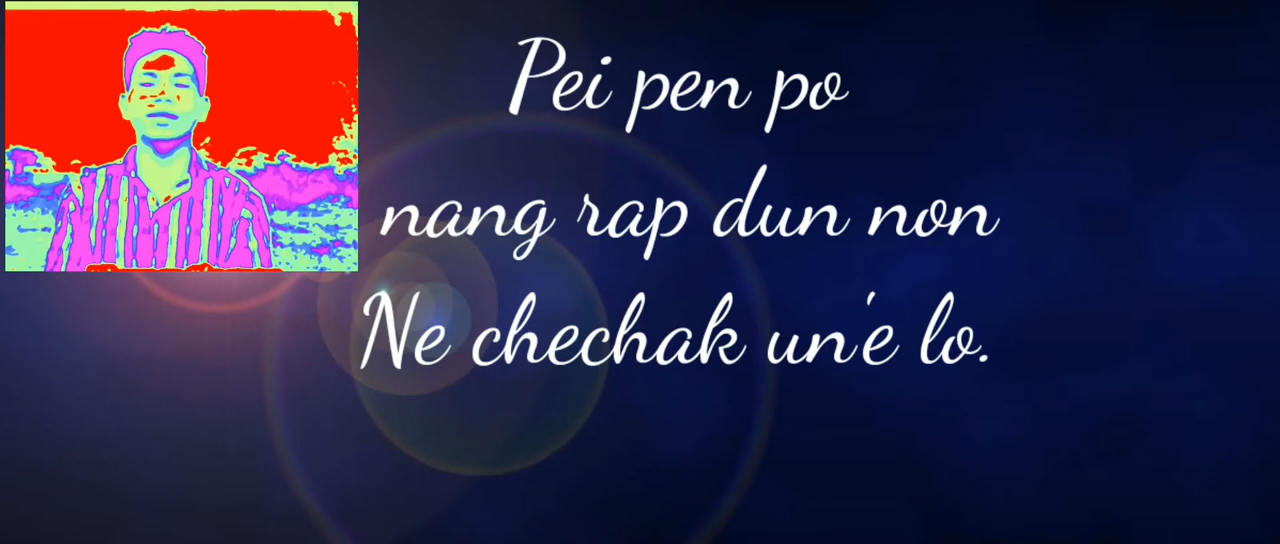 Pei pen po
nang rap dun non
Ne chechak un'e lo.